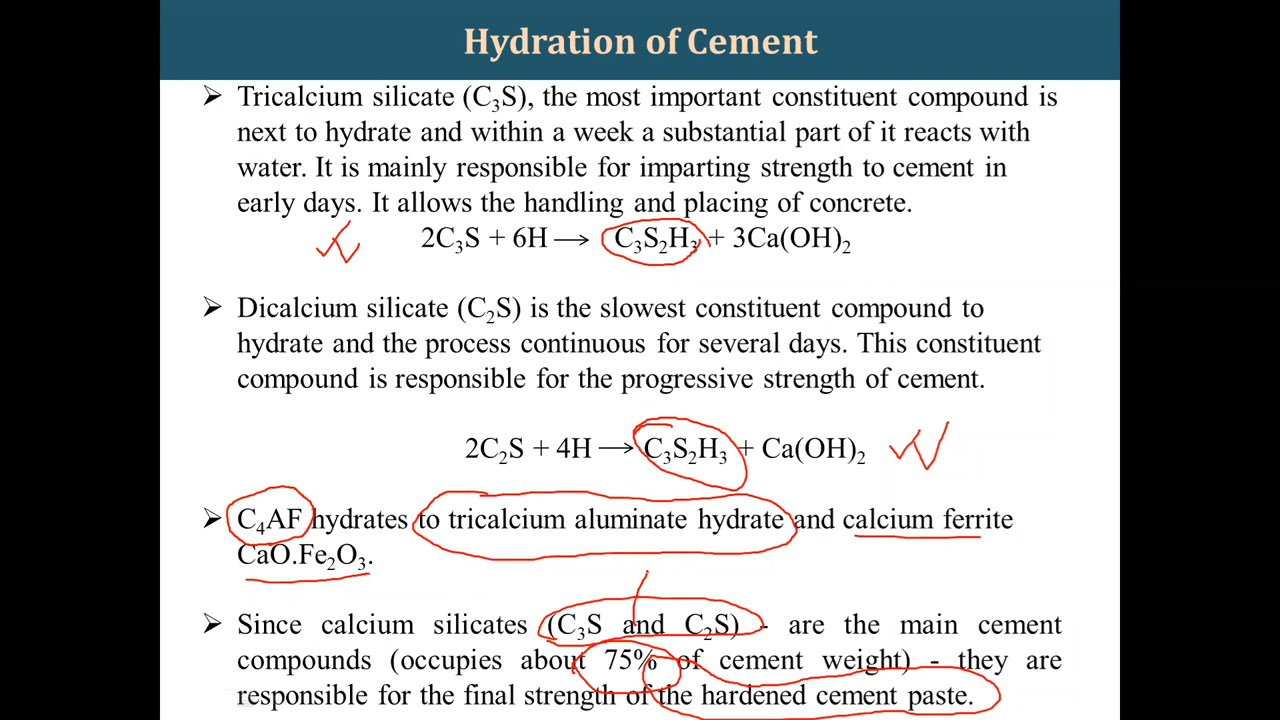 Hydration of Cement
➢ Tricalcium silicate (C₃S), the most important constituent compound is
next to hydrate and within a week a substantial part of it reacts with
water. It is mainly responsible for imparting strength to cement in
early days. It allows the handling and placing of concrete.
2C₃S + 6H → C₃S₂H₃ + 3Ca(OH)₂
➢ Dicalcium silicate (C₂S) is the slowest constituent compound to
hydrate and the process continuous for several days. This constituent
compound is responsible for the progressive strength of cement.
2C₂S + 4H → C₃S₂H₃ + Ca(OH)₂
➢ C₄AF hydrates to tricalcium aluminate hydrate and calcium ferrite
CaO.Fe₂O₃.
➢ Since calcium silicates (C₃S and C₂S) - are the main cement
compounds (occupies about 75% of cement weight) - they are
responsible for the final strength of the hardened cement paste.